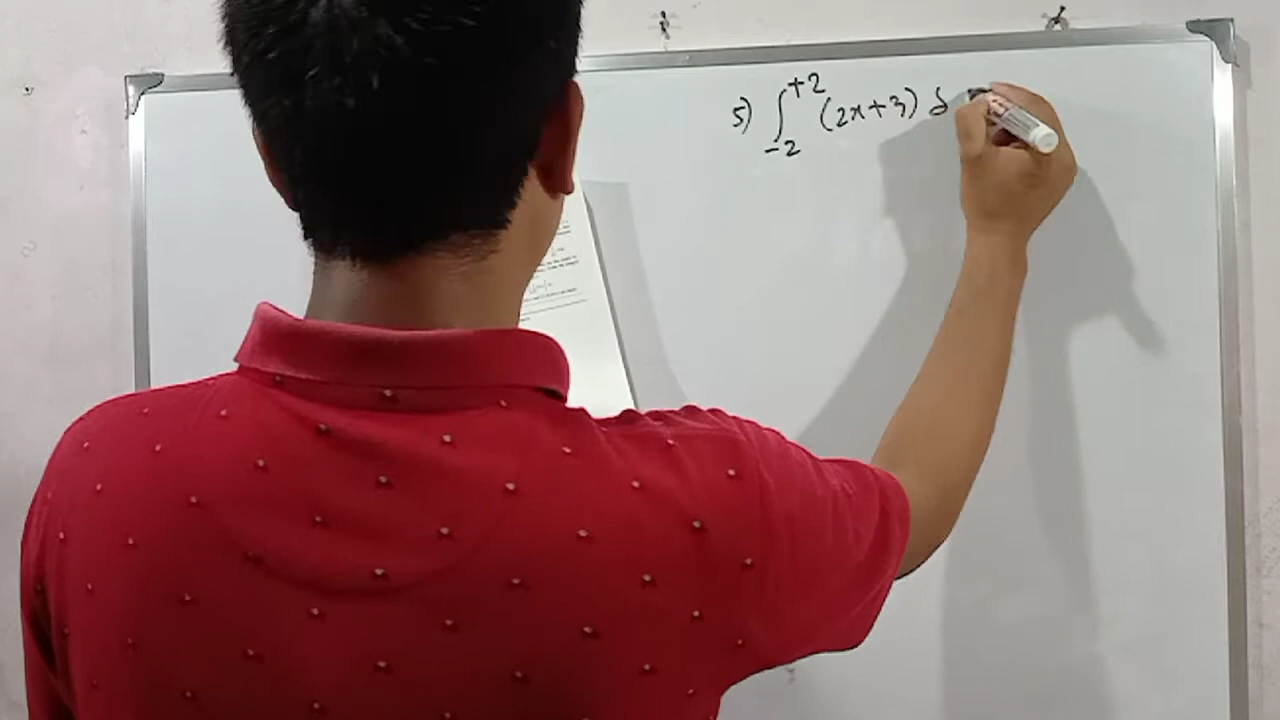 5) ∫_{-2}^{+2} (2x+3) d